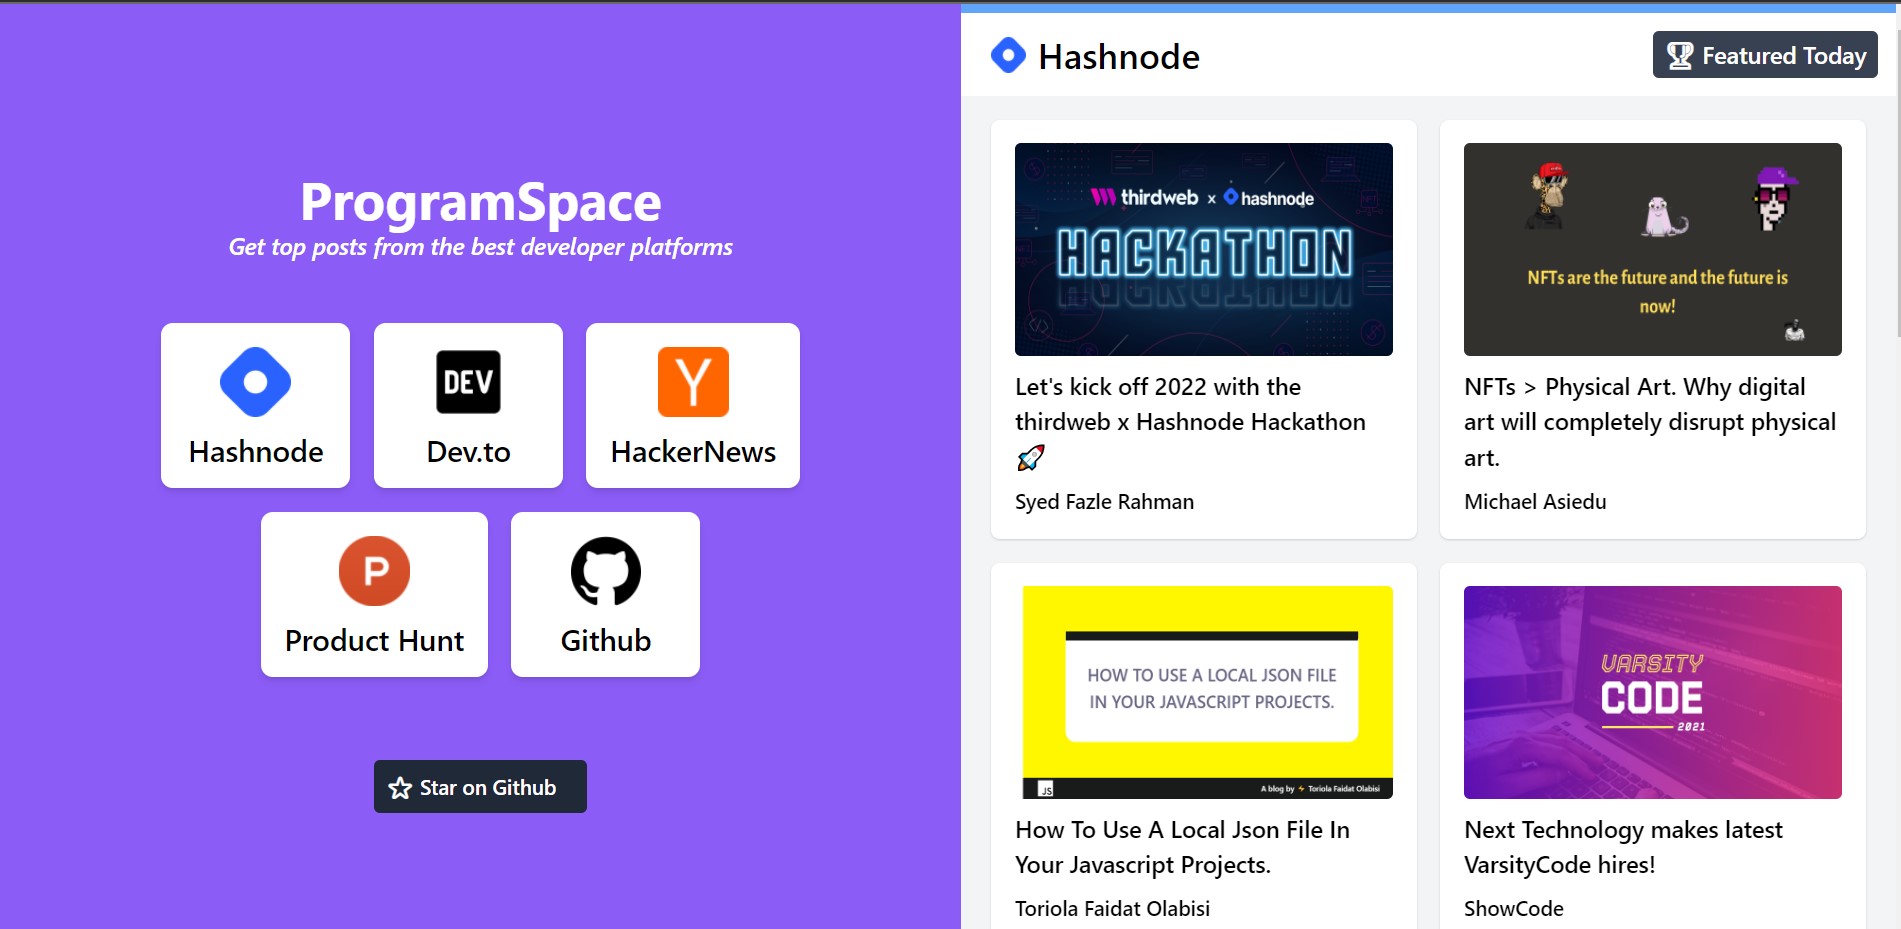 ProgramSpace
Get top posts from the best developer platforms
Hashnode
DEV
Dev.to
Y
HackerNews
P
Product Hunt
Github
Star on Github
Hashnode
Featured Today
thirdweb x hashnode
HACKATHON
Let's kick off 2022 with the
thirdweb x Hashnode Hackathon
🚀
Syed Fazle Rahman
NFTs are the future and the future is
now!
NFTs > Physical Art. Why digital
art will completely disrupt physical
art.
Michael Asiedu
HOW TO USE A LOCAL JSON FILE
IN YOUR JAVASCRIPT PROJECTS.
JS
A blog by ⚡ Toriola Faidat Olabisi
How To Use A Local Json File In
Your Javascript Projects.
Toriola Faidat Olabisi
VARSITY
CODE
2021
Next Technology makes latest
VarsityCode hires!
ShowCode